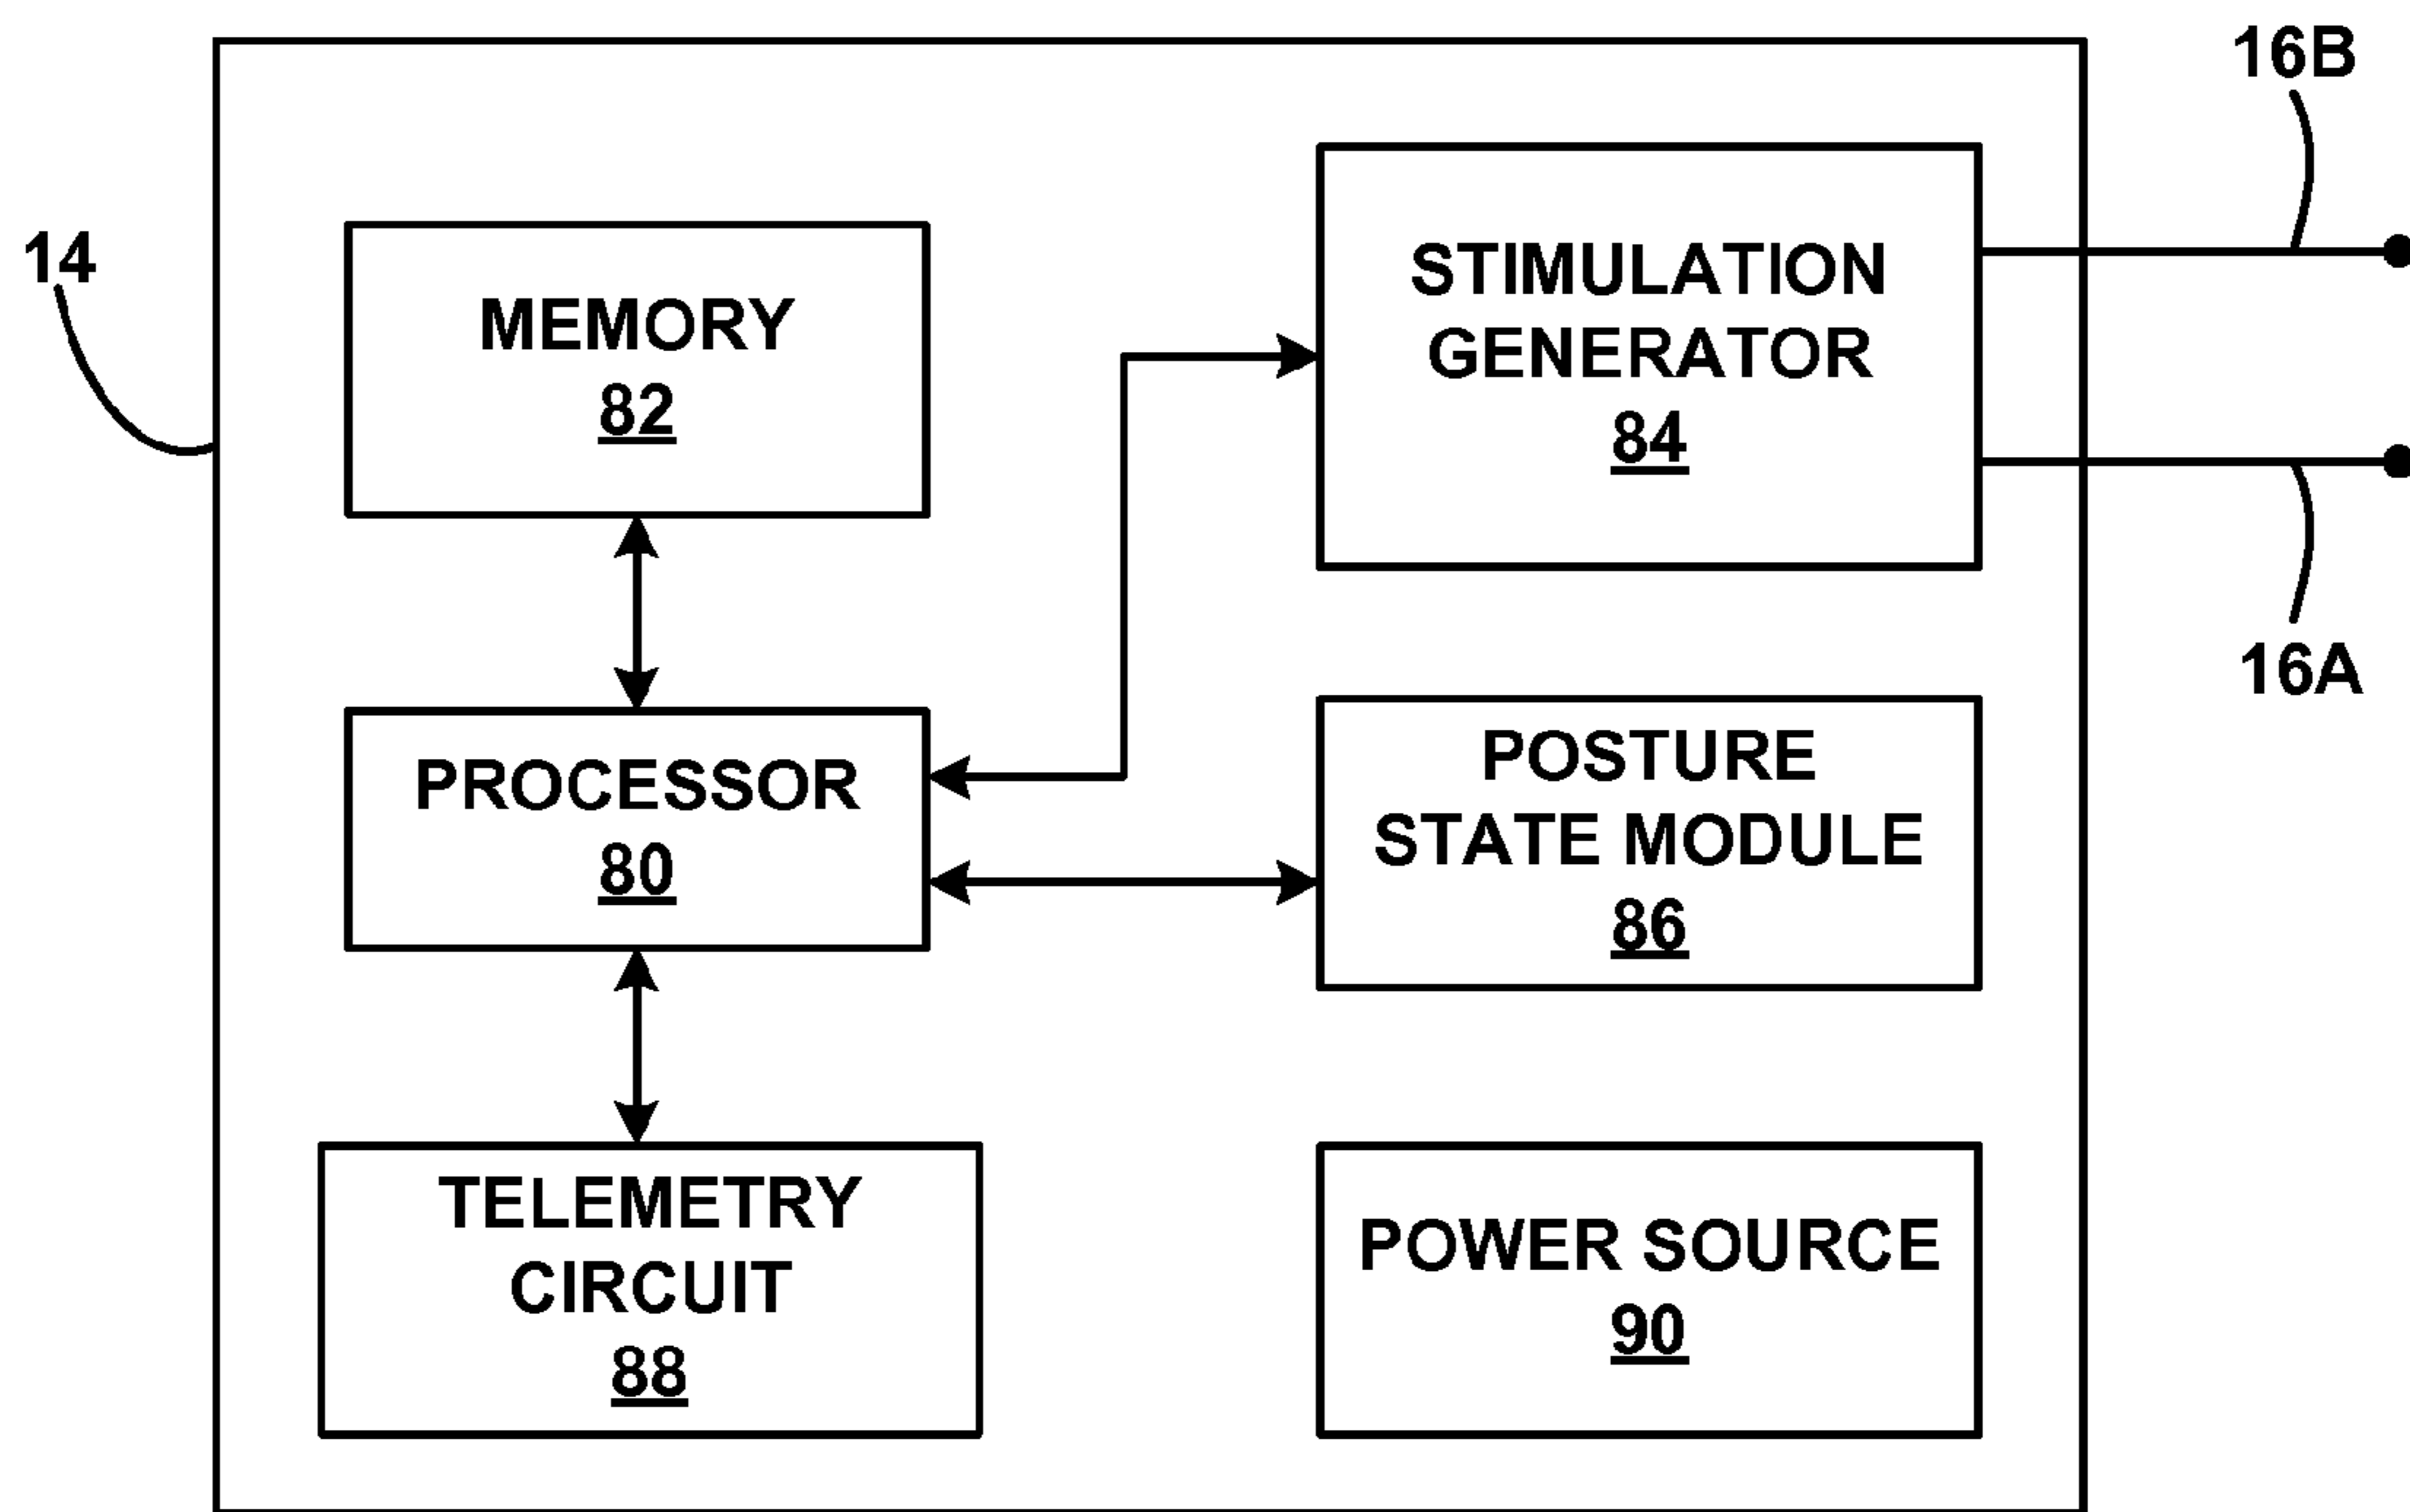 14
MEMORY
82
PROCESSOR
80
TELEMETRY
CIRCUIT
88
STIMULATION
GENERATOR
84
POSTURE
STATE MODULE
86
POWER SOURCE
90
16B
16A